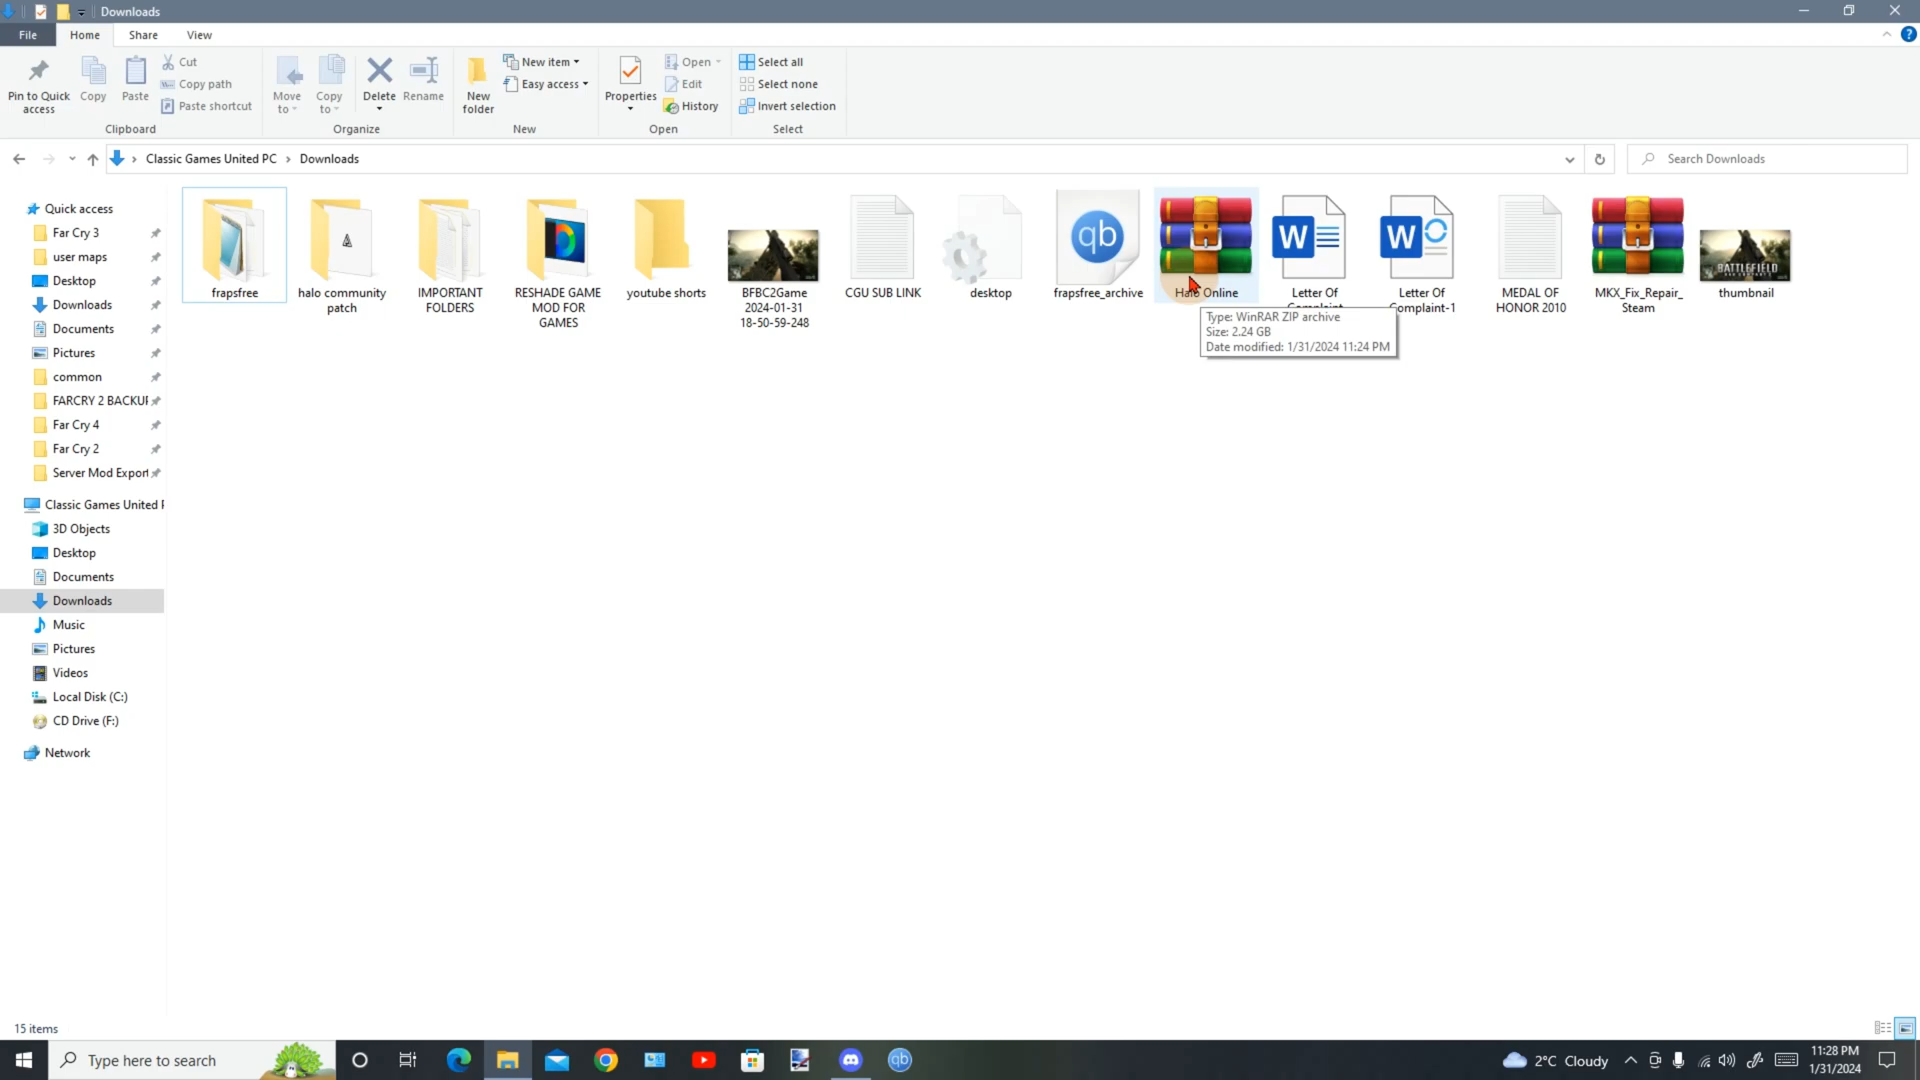 Downloads
File Home Share View
Pin to Quick access
Copy
Paste
Cut
Copy path
Paste shortcut
Clipboard
Move to
Copy to
Delete
Rename
Organize
New folder
New item
Easy access
New
Properties
Open
Edit
History
Open
Select all
Select none
Invert selection
Select
Classic Games United PC > Downloads
Search Downloads
Quick access
Far Cry 3
user maps
Desktop
Downloads
Documents
Pictures
common
FARCRY 2 BACKUF
Far Cry 4
Far Cry 2
Server Mod Export
Classic Games United F
3D Objects
Desktop
Documents
Downloads
Music
Pictures
Videos
Local Disk (C:)
CD Drive (F:)
Network
frapsfree
halo community
patch
IMPORTANT
FOLDERS
RESHADE GAME
MOD FOR
GAMES
youtube shorts
BFBC2Game
2024-01-31
18-50-59-248
CGU SUB LINK
desktop
qb
frapsfree_archive
Halo Online
W
Letter Of
Complaint
W
Letter Of
Complaint-1
MEDAL OF
HONOR 2010
MKX_Fix_Repair_
Steam
BATTLEFIELD
thumbnail
Type: WinRAR ZIP archive
Size: 2.24 GB
Date modified: 1/31/2024 11:24 PM
15 items
Type here to search
qb
2°C Cloudy
11:28 PM
1/31/2024